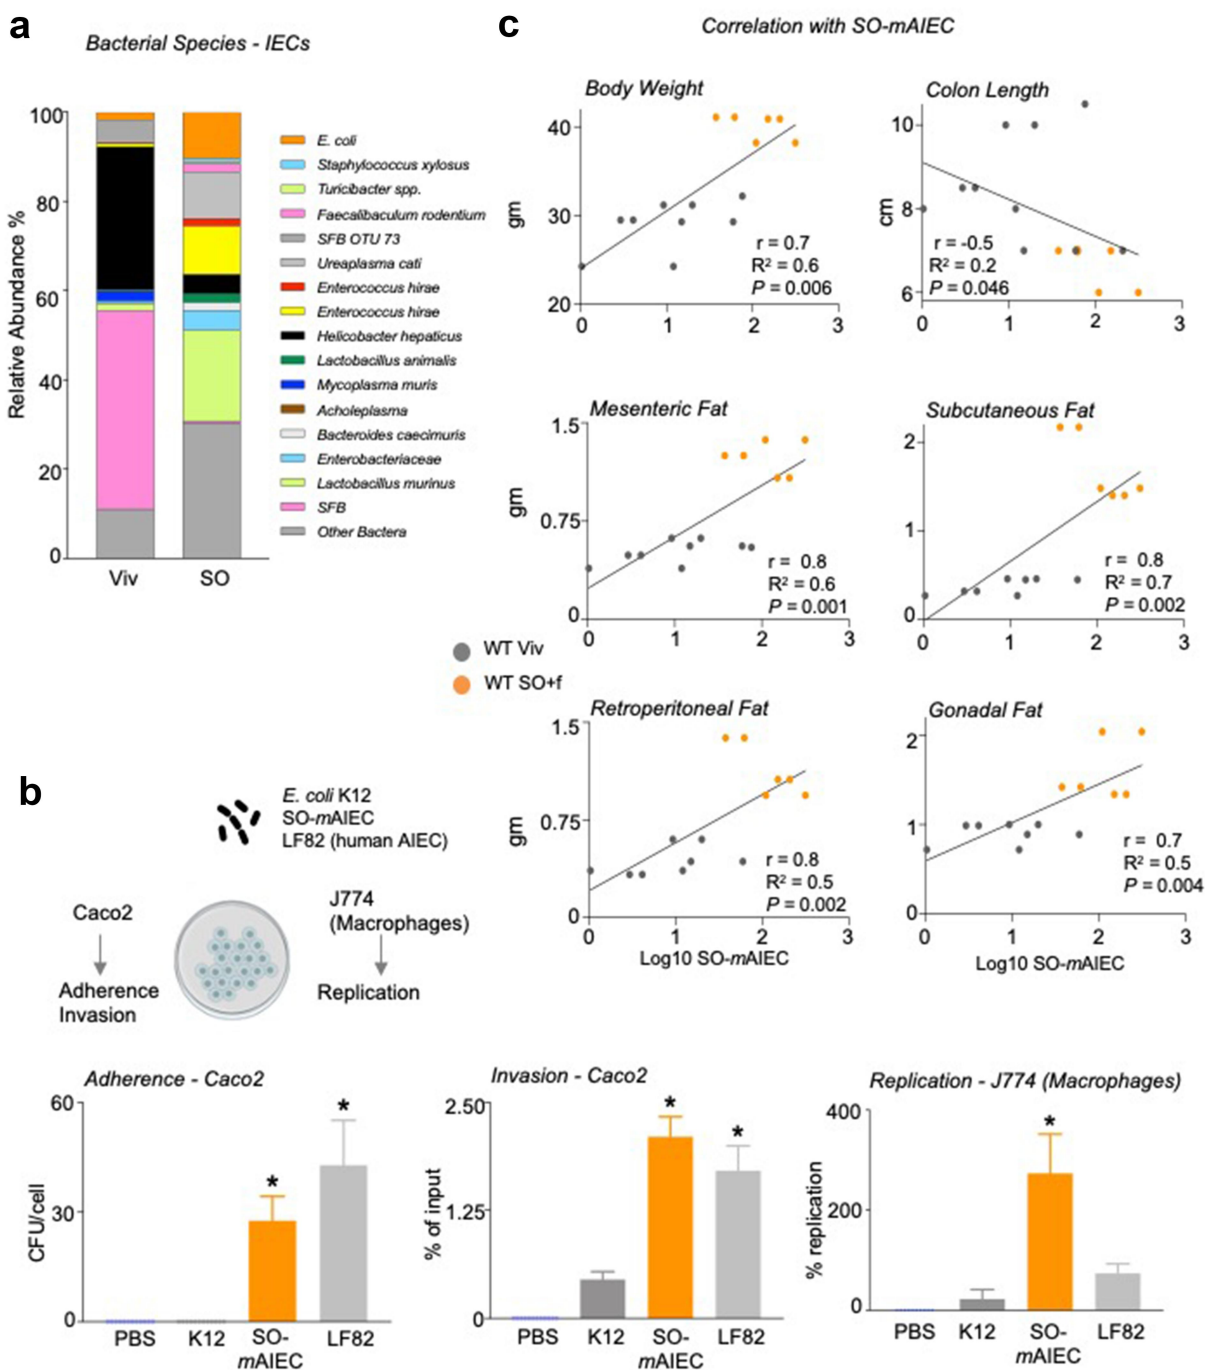 a
Bacterial Species - IECs
Relative Abundance %
100
80
60
40
20
0
Viv
SO
E. coli
Staphylococcus xylosus
Turicibacter spp.
Faecalibaculum rodentium
SFB OTU 73
Ureaplasma cati
Enterococcus hirae
Enterococcus hirae
Helicobacter hepaticus
Lactobacillus animalis
Mycoplasma muris
Acholeplasma
Bacteroides caecimuris
Enterobacteriaceae
Lactobacillus murinus
SFB
Other Bactera
c
Correlation with SO-mAIEC
Body Weight
gm
40
30
20
r = 0.7
R² = 0.6
P = 0.006
0 1 2 3
Colon Length
cm
10
8
6
r = -0.5
R² = 0.2
P = 0.046
0 1 2 3
Mesenteric Fat
gm
1.5
0.75
0
r = 0.8
R² = 0.6
P = 0.001
0 1 2 3
Subcutaneous Fat
2
1
0
r = 0.8
R² = 0.7
P = 0.002
0 1 2 3
WT Viv
WT SO+f
Retroperitoneal Fat
gm
1.5
0.75
0
r = 0.8
R² = 0.5
P = 0.002
0 1 2 3
Log10 SO-mAIEC
Gonadal Fat
2
1
0
r = 0.7
R² = 0.5
P = 0.004
0 1 2 3
Log10 SO-mAIEC
b
E. coli K12
SO-mAIEC
LF82 (human AIEC)
Caco2
Adherence
Invasion
J774
(Macrophages)
Replication
Adherence - Caco2
CFU/cell
60
30
0
*
*
PBS K12 SO-mAIEC LF82
Invasion - Caco2
% of input
2.50
1.25
0
*
*
PBS K12 SO-mAIEC LF82
Replication - J774 (Macrophages)
% replication
400
200
0
*
PBS K12 SO-mAIEC LF82